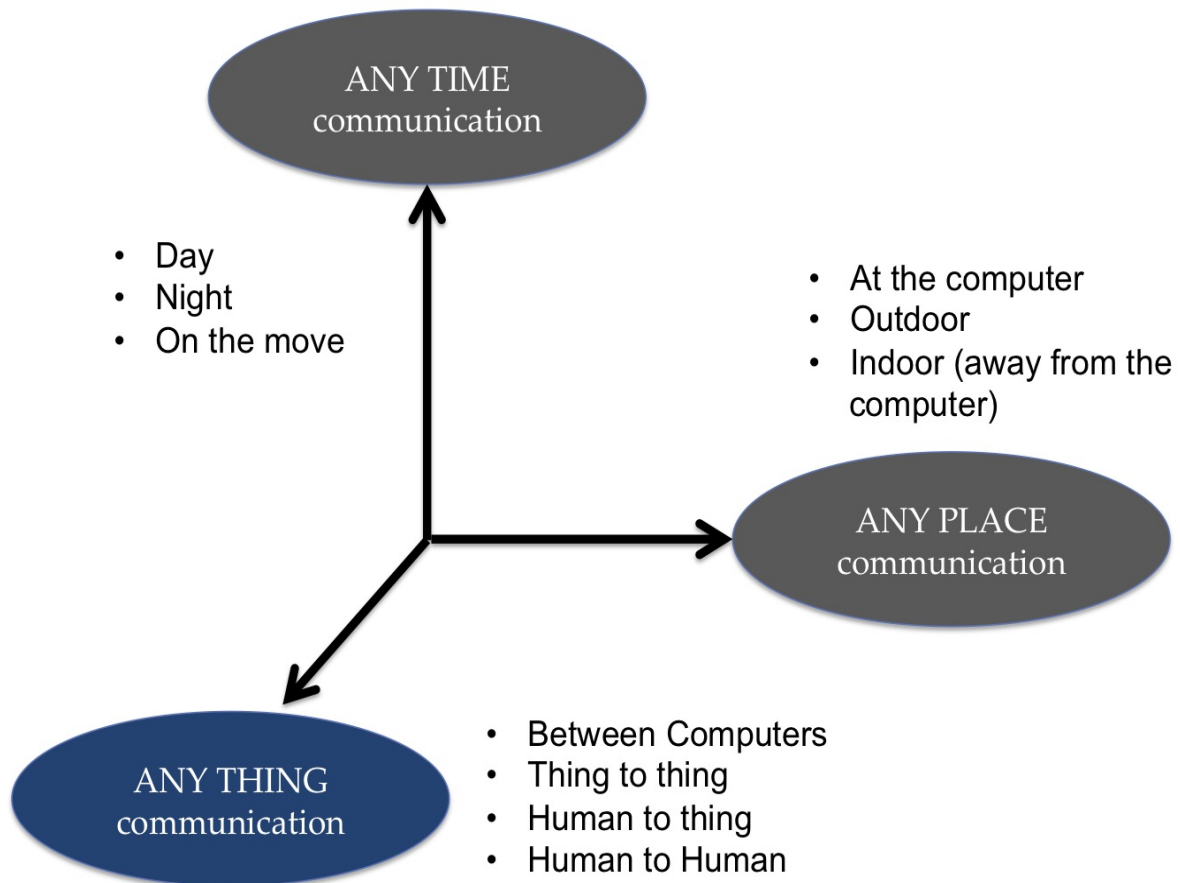 ANY TIME
communication
• Day
• Night
• On the move
• At the computer
• Outdoor
• Indoor (away from the
computer)
ANY PLACE
communication
ANY THING
communication
• Between Computers
• Thing to thing
• Human to thing
• Human to Human